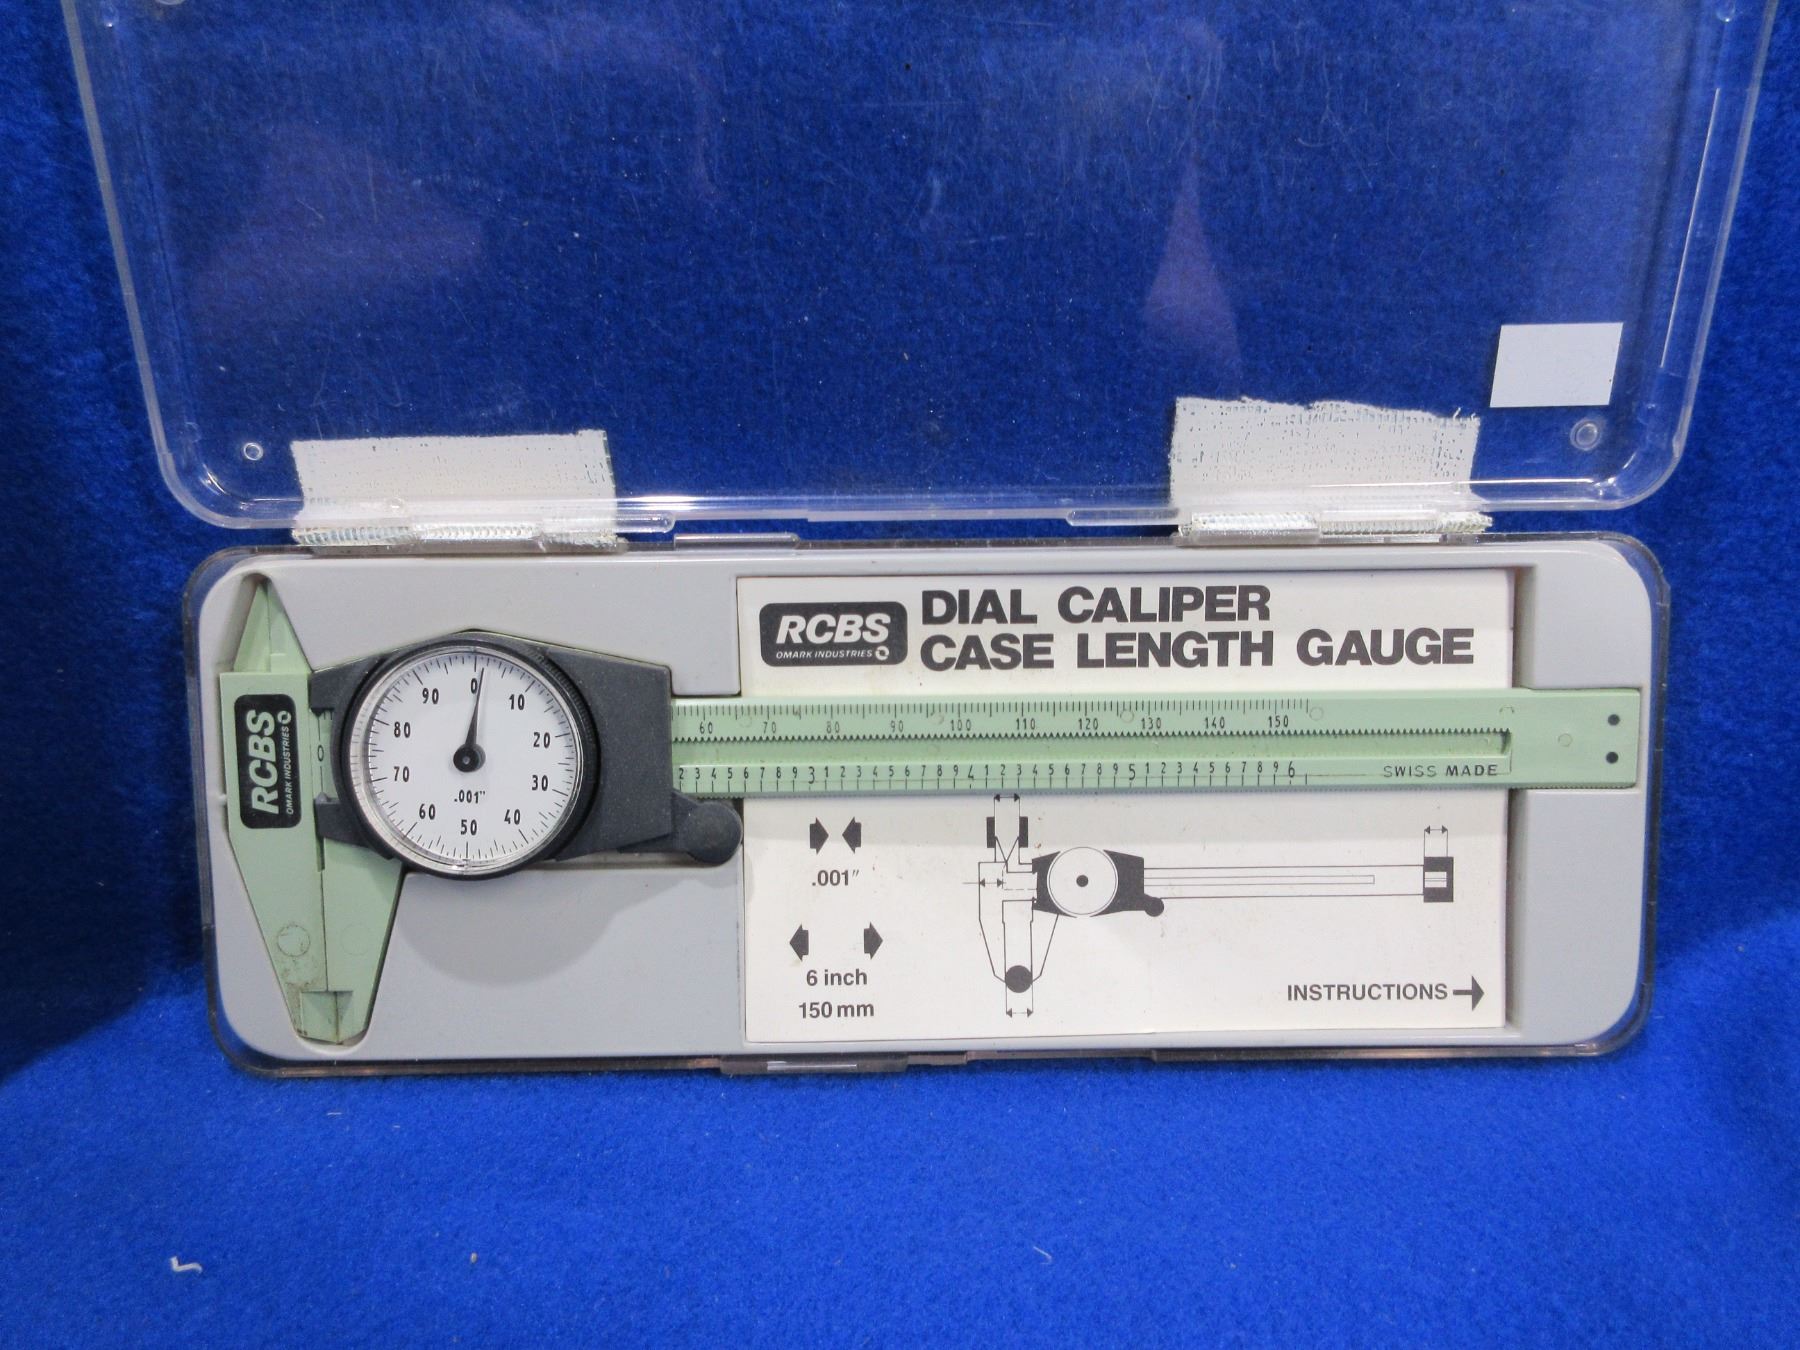 RCBS
OMARK INDUSTRIES
DIAL CALIPER
CASE LENGTH GAUGE
RCBS
OMARK INDUSTRIES
0
0 10 20 30 40 50 60 70 80 90
.001"
60 70 80 90 100 110 120 130 140 150
2 3 4 5 6 7 8 9 3 1 2 3 4 5 6 7 8 9 4 1 2 3 4 5 6 7 8 9 5 1 2 3 4 5 6 7 8 9 6
SWISS MADE
.001"
6 inch
150 mm
INSTRUCTIONS